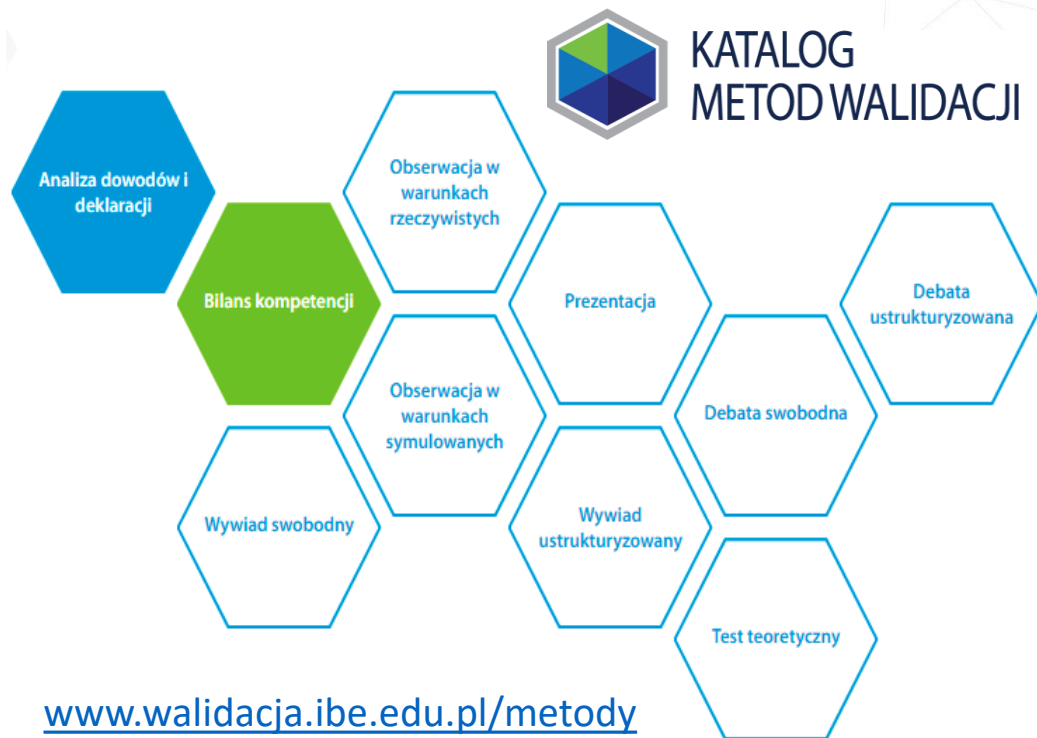 KATALOG
METOD WALIDACJI
Analiza dowodów i
deklaracji
Obserwacja w
warunkach
rzeczywistych
Bilans kompetencji
Prezentacja
Debata
ustrukturyzowana
Obserwacja w
warunkach
symulowanych
Debata swobodna
Wywiad swobodny
Wywiad
ustrukturyzowany
Test teoretyczny
www.walidacja.ibe.edu.pl/metody